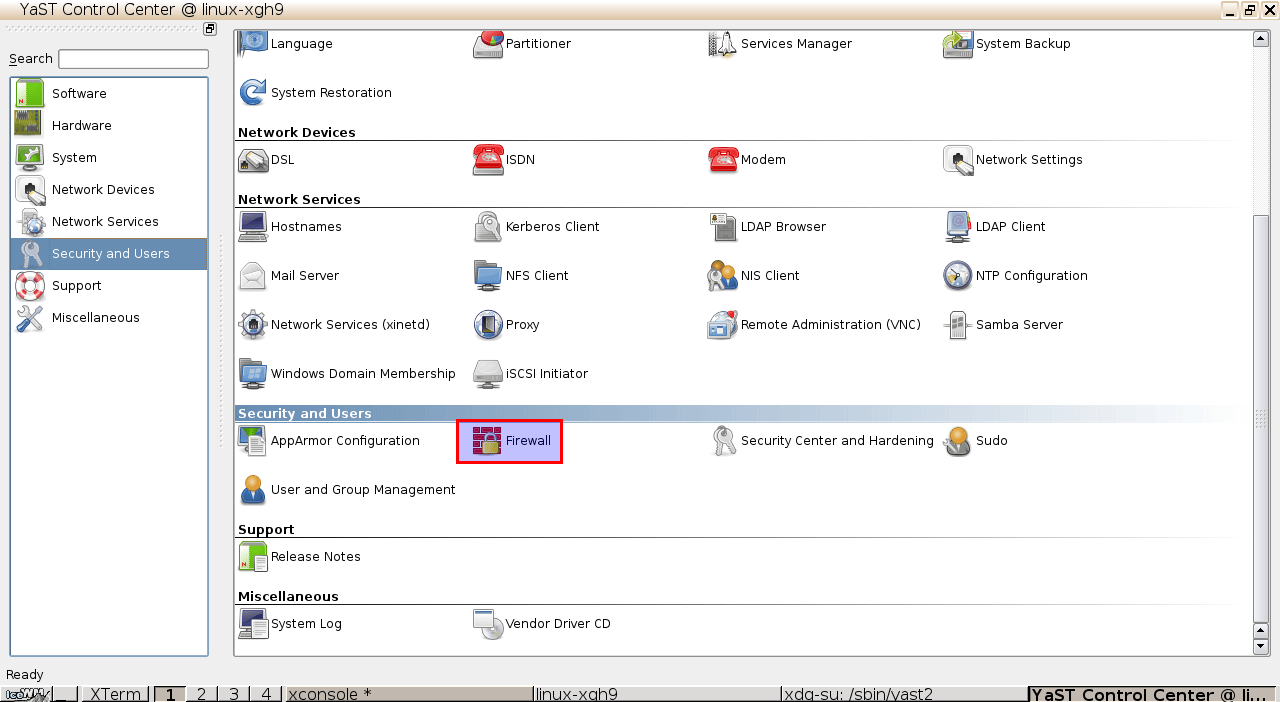 YaST Control Center @ linux-xgh9
Search
Software
Hardware
System
Network Devices
Network Services
Security and Users
Support
Miscellaneous
Language Partitioner Services Manager System Backup
System Restoration
Network Devices
DSL ISDN Modem Network Settings
Network Services
Hostnames Kerberos Client LDAP Browser LDAP Client
Mail Server NFS Client NIS Client NTP Configuration
Network Services (xinetd) Proxy Remote Administration (VNC) Samba Server
Windows Domain Membership iSCSI Initiator
Security and Users
AppArmor Configuration Firewall Security Center and Hardening Sudo
User and Group Management
Support
Release Notes
Miscellaneous
System Log Vendor Driver CD
Ready
XTerm 1 2 3 4 xconsole * linux-xgh9 xdg-su: /sbin/yast2 YaST Control Center @ li...